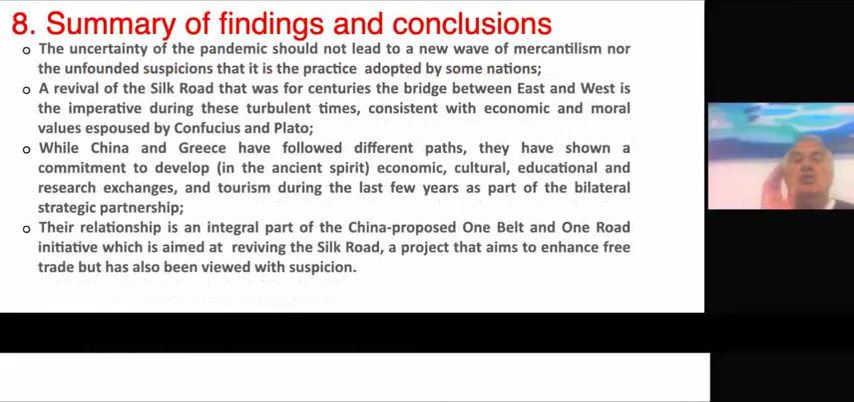 8. Summary of findings and conclusions
o The uncertainty of the pandemic should not lead to a new wave of mercantilism nor
the unfounded suspicions that it is the practice adopted by some nations;
o A revival of the Silk Road that was for centuries the bridge between East and West is
the imperative during these turbulent times, consistent with economic and moral
values espoused by Confucius and Plato;
o While China and Greece have followed different paths, they have shown a
commitment to develop (in the ancient spirit) economic, cultural, educational and
research exchanges, and tourism during the last few years as part of the bilateral
strategic partnership;
o Their relationship is an integral part of the China-proposed One Belt and One Road
initiative which is aimed at reviving the Silk Road, a project that aims to enhance free
trade but has also been viewed with suspicion.